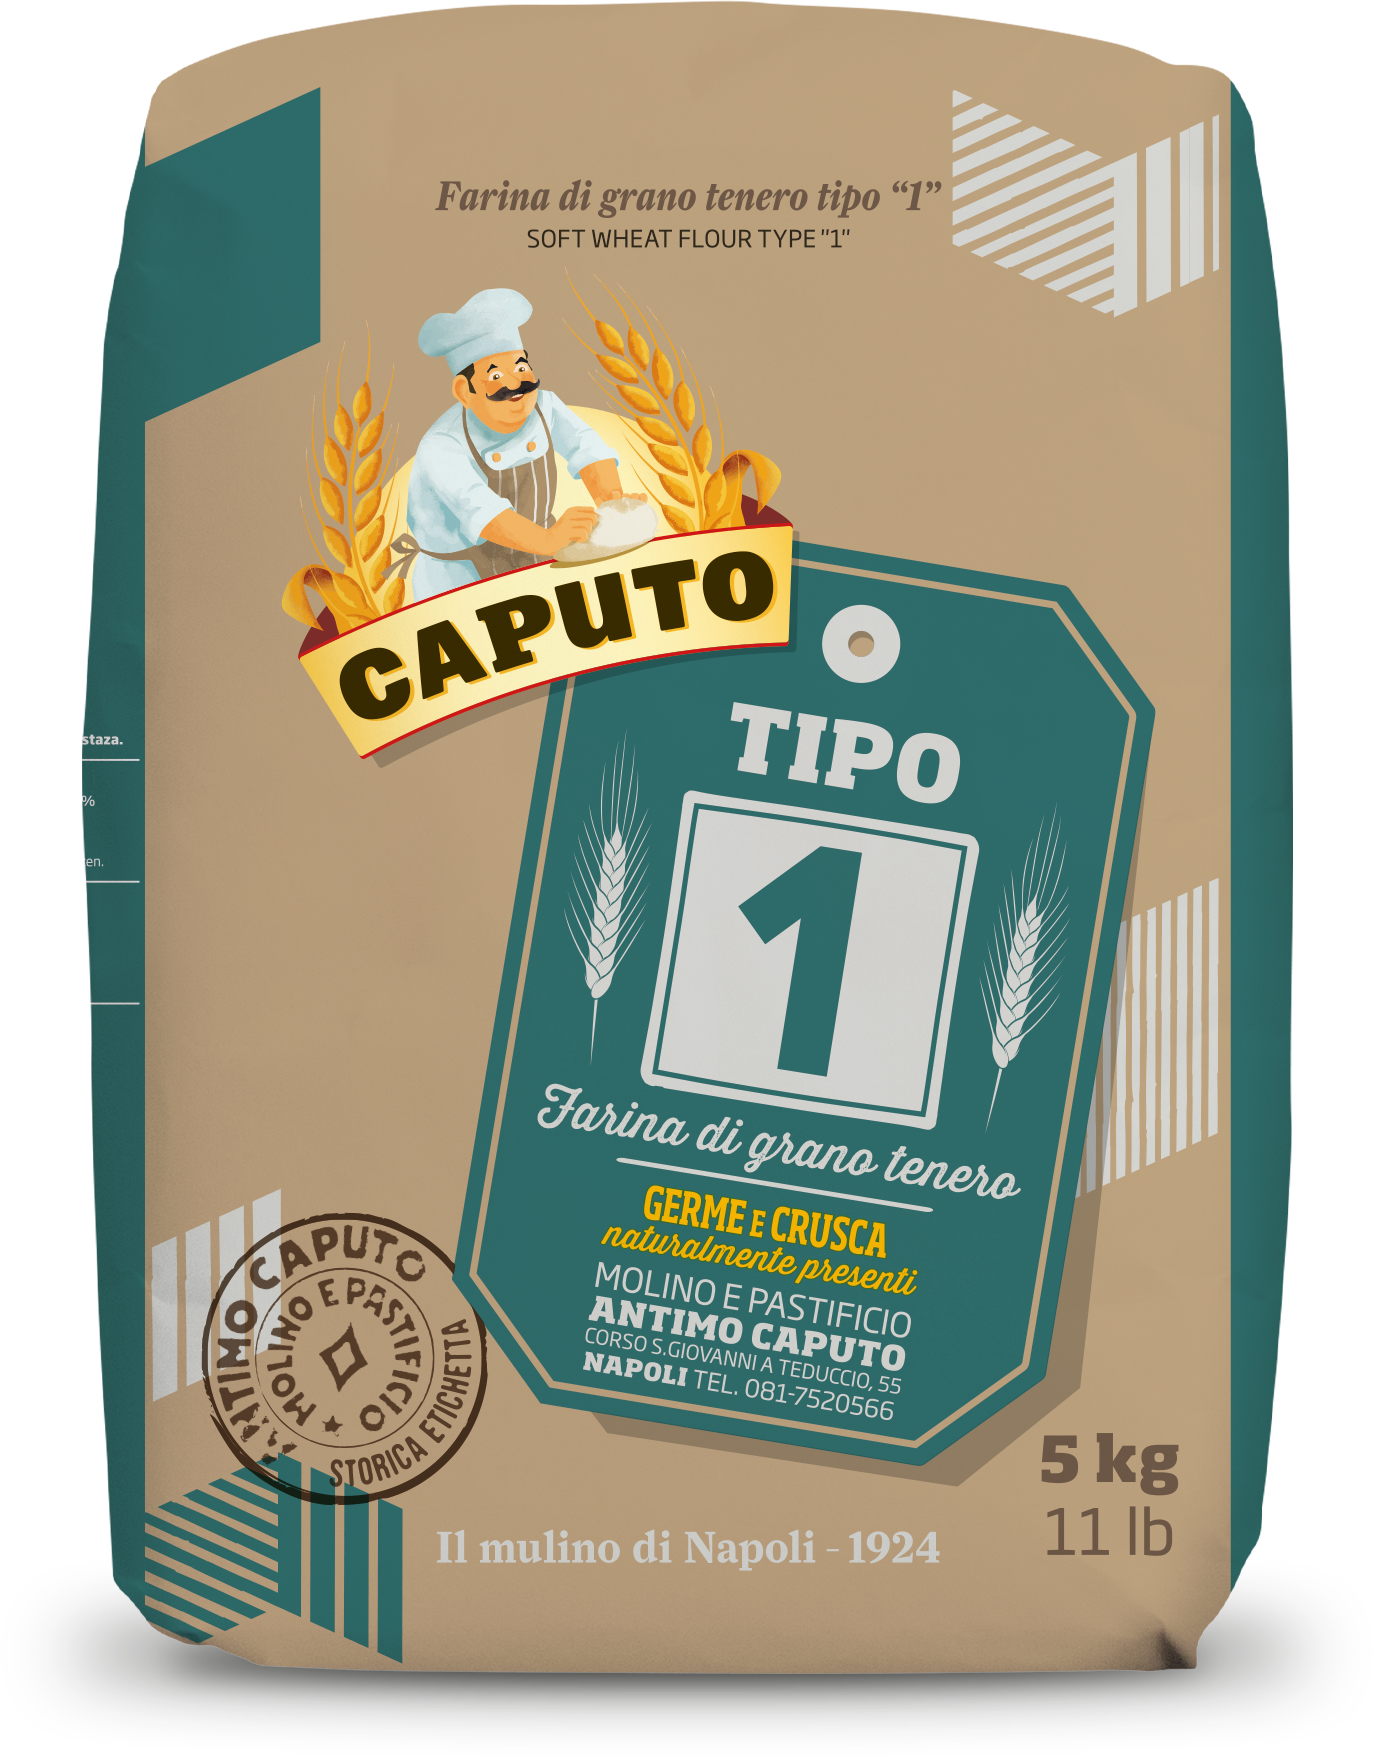 Farina di grano tenero tipo “1”
SOFT WHEAT FLOUR TYPE "1"
CAPUTO
TIPO
1
Farina di grano tenero
GERME E CRUSCA
naturalmente presenti
MOLINO E PASTIFICIO
ANTIMO CAPUTO
CORSO S.GIOVANNI A TEDUCCIO, 55
NAPOLI TEL. 081-7520566
ANTIMO CAPUTO
MOLINO E PASTIFICIO
STORICA ETICHETTA
5 kg
11 lb
Il mulino di Napoli - 1924
%